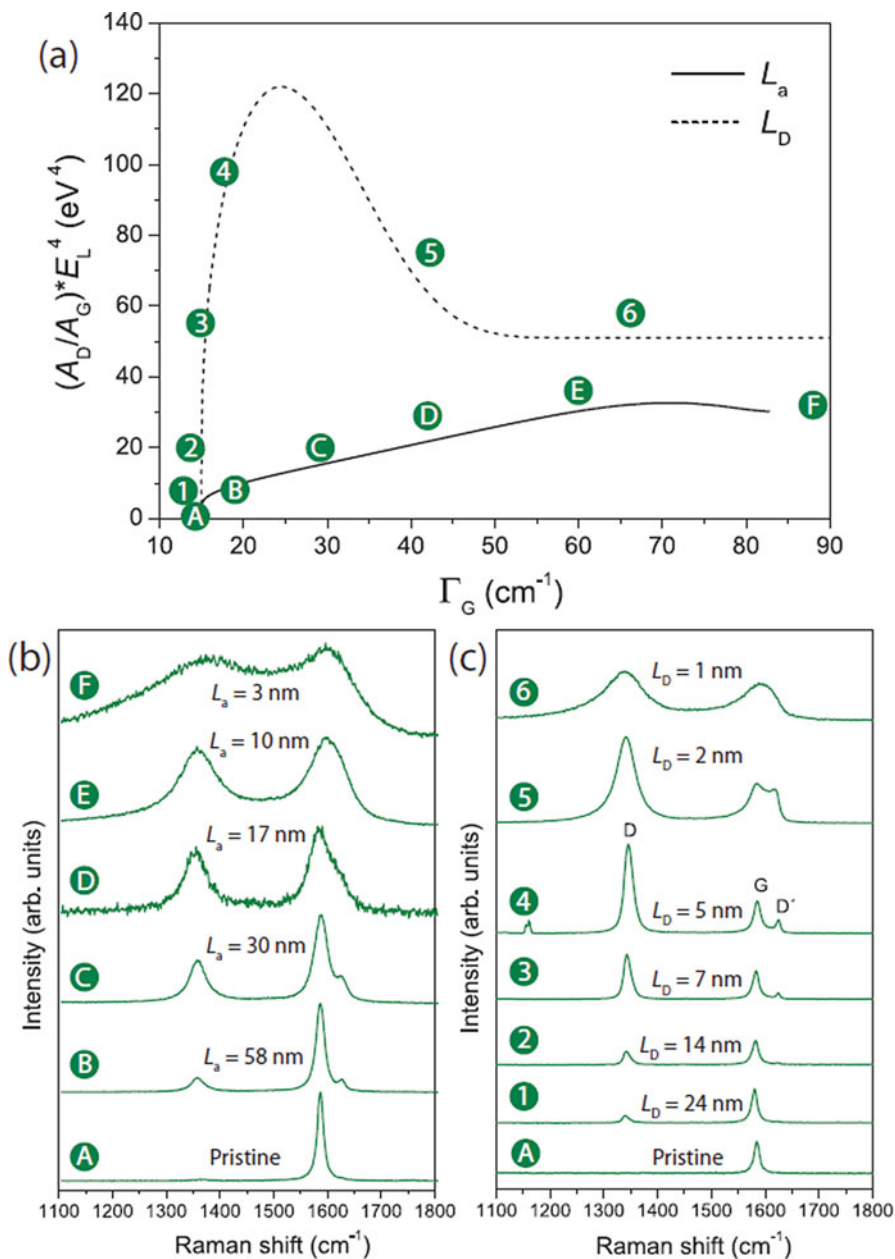 (a)
140
120
100
80
60
40
20
0
(A_D/A_G)*E_L^4 (eV^4)
L_a
L_D
1
2
3
4
5
6
A
B
C
D
E
F
10 20 30 40 50 60 70 80 90
Γ_G (cm⁻¹)
(b)
Intensity (arb. units)
F
L_a = 3 nm
L_a = 10 nm
E
L_a = 17 nm
D
L_a = 30 nm
C
L_a = 58 nm
B
Pristine
A
1100 1200 1300 1400 1500 1600 1700 1800
Raman shift (cm⁻¹)
(c)
Intensity (arb. units)
6
L_D = 1 nm
L_D = 2 nm
5
D
G
D´
4
L_D = 5 nm
3
L_D = 7 nm
2
L_D = 14 nm
1
L_D = 24 nm
A
Pristine
1100 1200 1300 1400 1500 1600 1700 1800
Raman shift (cm⁻¹)